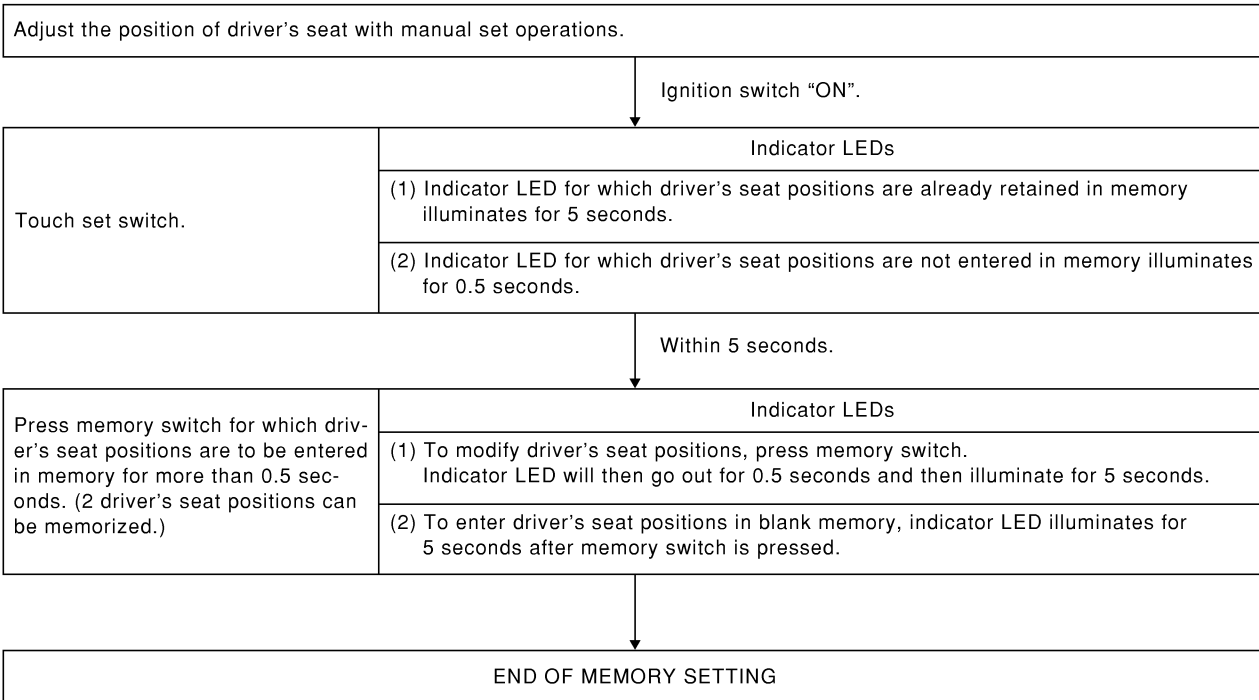 Adjust the position of driver's seat with manual set operations.
Ignition switch “ON”.
Touch set switch.
Indicator LEDs
(1) Indicator LED for which driver's seat positions are already retained in memory
illuminates for 5 seconds.
(2) Indicator LED for which driver's seat positions are not entered in memory illuminates
for 0.5 seconds.
Within 5 seconds.
Press memory switch for which driv-
er's seat positions are to be entered
in memory for more than 0.5 sec-
onds. (2 driver's seat positions can
be memorized.)
Indicator LEDs
(1) To modify driver's seat positions, press memory switch.
Indicator LED will then go out for 0.5 seconds and then illuminate for 5 seconds.
(2) To enter driver's seat positions in blank memory, indicator LED illuminates for
5 seconds after memory switch is pressed.
END OF MEMORY SETTING